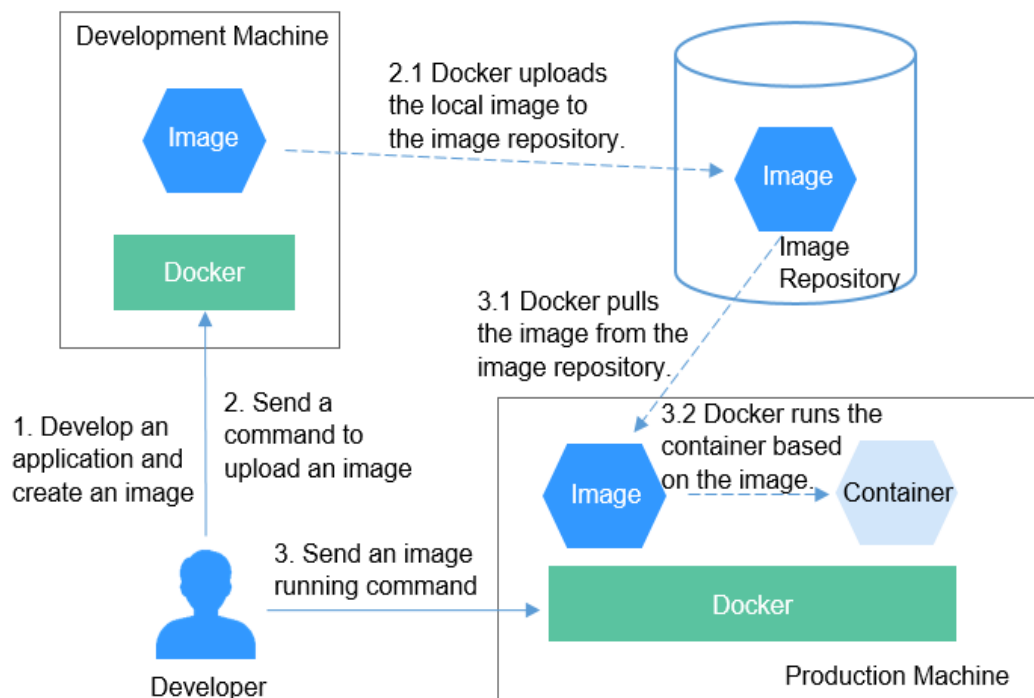 Development Machine
Image
Docker
2.1 Docker uploads
the local image to
the image repository.
Image
Image
Repository
3.1 Docker pulls
the image from the
image repository.
1. Develop an
application and
create an image
2. Send a
command to
upload an image
3. Send an image
running command
Developer
3.2 Docker runs the
container based
on the image.
Image
Container
Docker
Production Machine